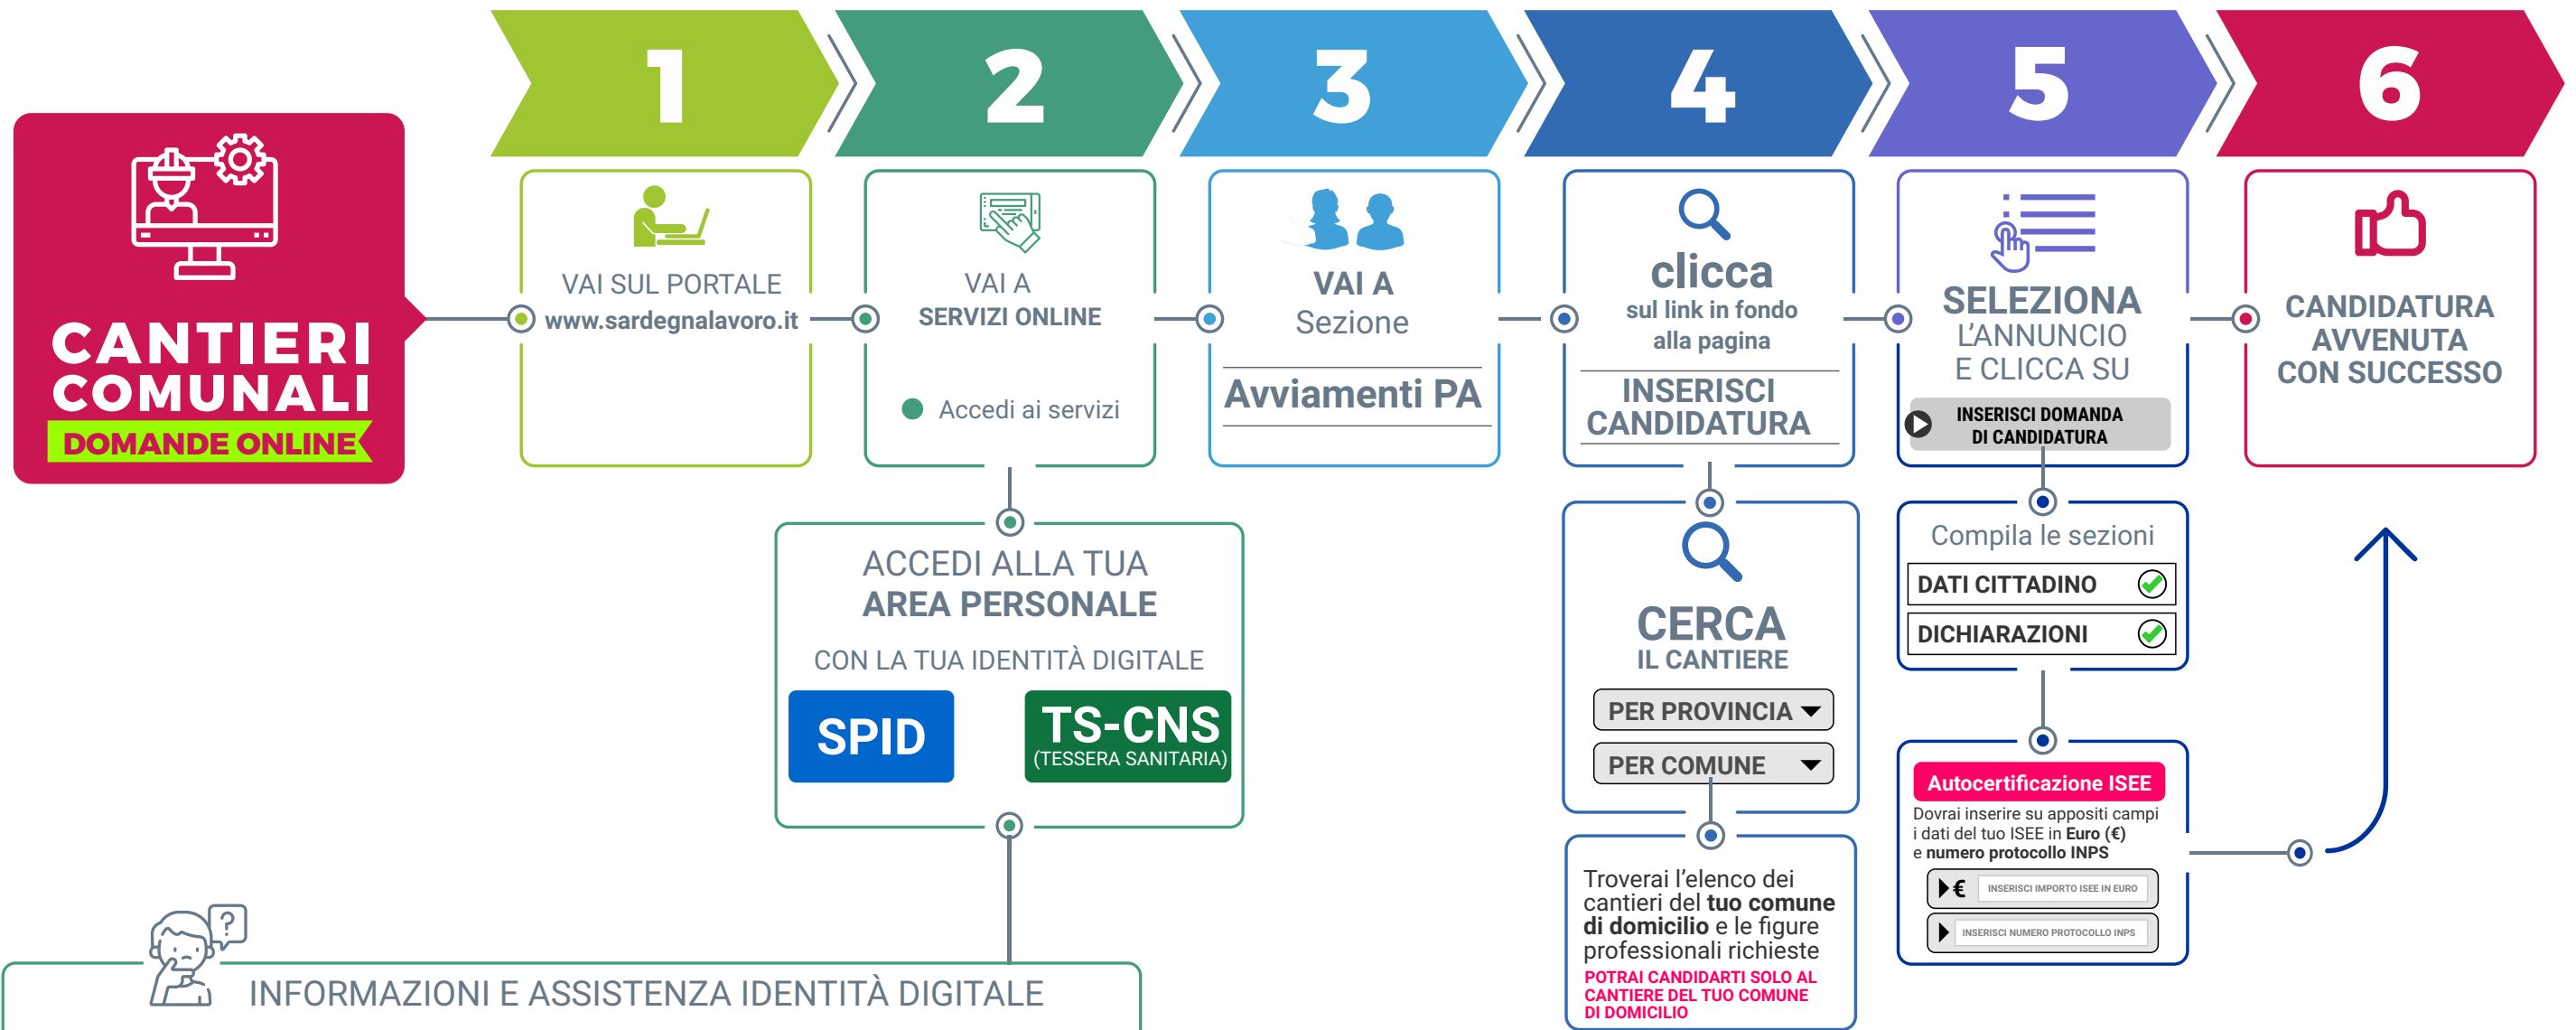 CANTIERI
COMUNALI
DOMANDE ONLINE
1
VAI SUL PORTALE
www.sardegnalavoro.it
2
VAI A
SERVIZI ONLINE
Accedi ai servizi
ACCEDI ALLA TUA
AREA PERSONALE
CON LA TUA IDENTITÀ DIGITALE
SPID
TS-CNS
(TESSERA SANITARIA)
?
INFORMAZIONI E ASSISTENZA IDENTITÀ DIGITALE
3
VAI A
Sezione
Avviamenti PA
4
clicca
sul link in fondo
alla pagina
INSERISCI
CANDIDATURA
CERCA
IL CANTIERE
PER PROVINCIA
PER COMUNE
Troverai l'elenco dei
cantieri del tuo comune
di domicilio e le figure
professionali richieste
POTRAI CANDIDARTI SOLO AL
CANTIERE DEL TUO COMUNE
DI DOMICILIO
5
SELEZIONA
L'ANNUNCIO
E CLICCA SU
INSERISCI DOMANDA
DI CANDIDATURA
Compila le sezioni
DATI CITTADINO
DICHIARAZIONI
Autocertificazione ISEE
Dovrai inserire su appositi campi
i dati del tuo ISEE in Euro (€)
e numero protocollo INPS
€ INSERISCI IMPORTO ISEE IN EURO
INSERISCI NUMERO PROTOCOLLO INPS
6
CANDIDATURA
AVVENUTA
CON SUCCESSO